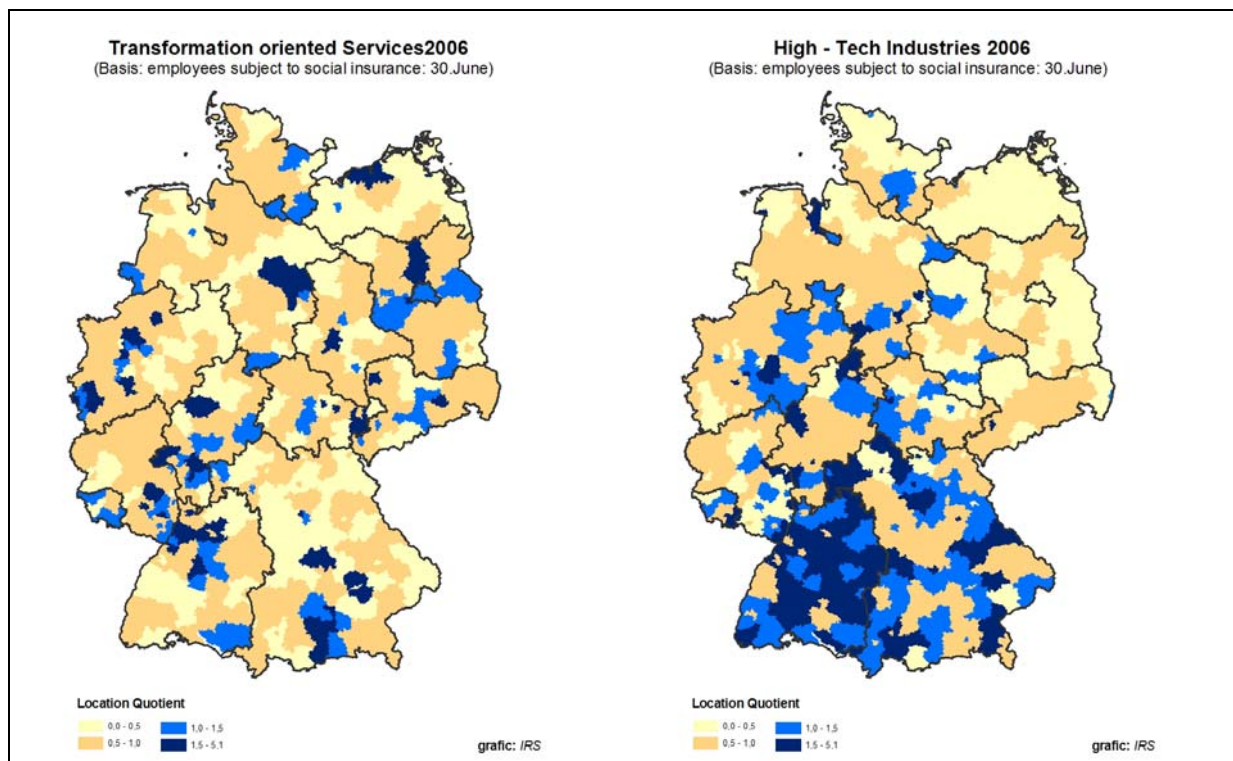 Transformation oriented Services2006
(Basis: employees subject to social insurance: 30.June)
Location Quotient
0,0 - 0,5
1,0 - 1,5
0,5 - 1,0
1,5 - 5,1
grafic: IRS
High - Tech Industries 2006
(Basis: employees subject to social insurance: 30.June)
Location Quotient
0,0 - 0,5
1,0 - 1,5
0,5 - 1,0
1,5 - 5,1
grafic: IRS